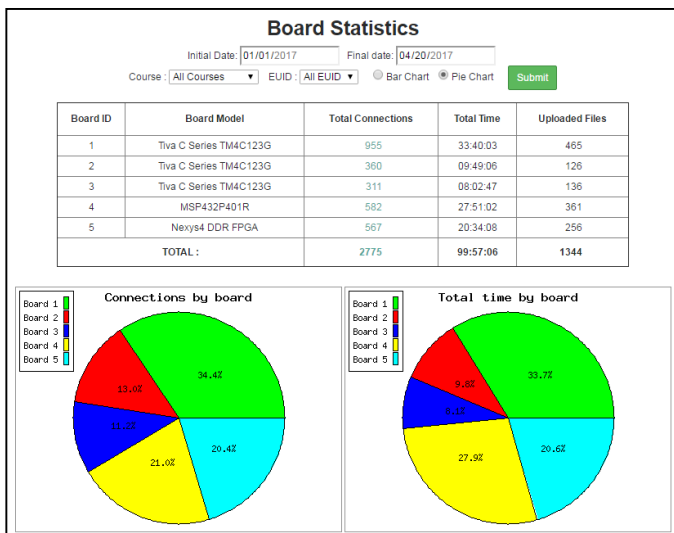 Board Statistics
Initial Date: 01/01/2017 Final date: 04/20/2017
Course : All Courses EUID : All EUID Bar Chart Pie Chart Submit
Board ID Board Model Total Connections Total Time Uploaded Files
1 Tiva C Series TM4C123G 955 33:40:03 465
2 Tiva C Series TM4C123G 360 09:49:06 126
3 Tiva C Series TM4C123G 311 08:02:47 136
4 MSP432P401R 582 27:51:02 361
5 Nexys4 DDR FPGA 567 20:34:08 256
TOTAL : 2775 99:57:06 1344
Connections by board
Board 1
Board 2
Board 3
Board 4
Board 5
34.4%
13.0%
11.2%
21.0%
20.4%
Total time by board
Board 1
Board 2
Board 3
Board 4
Board 5
33.7%
9.8%
8.1%
27.9%
20.6%